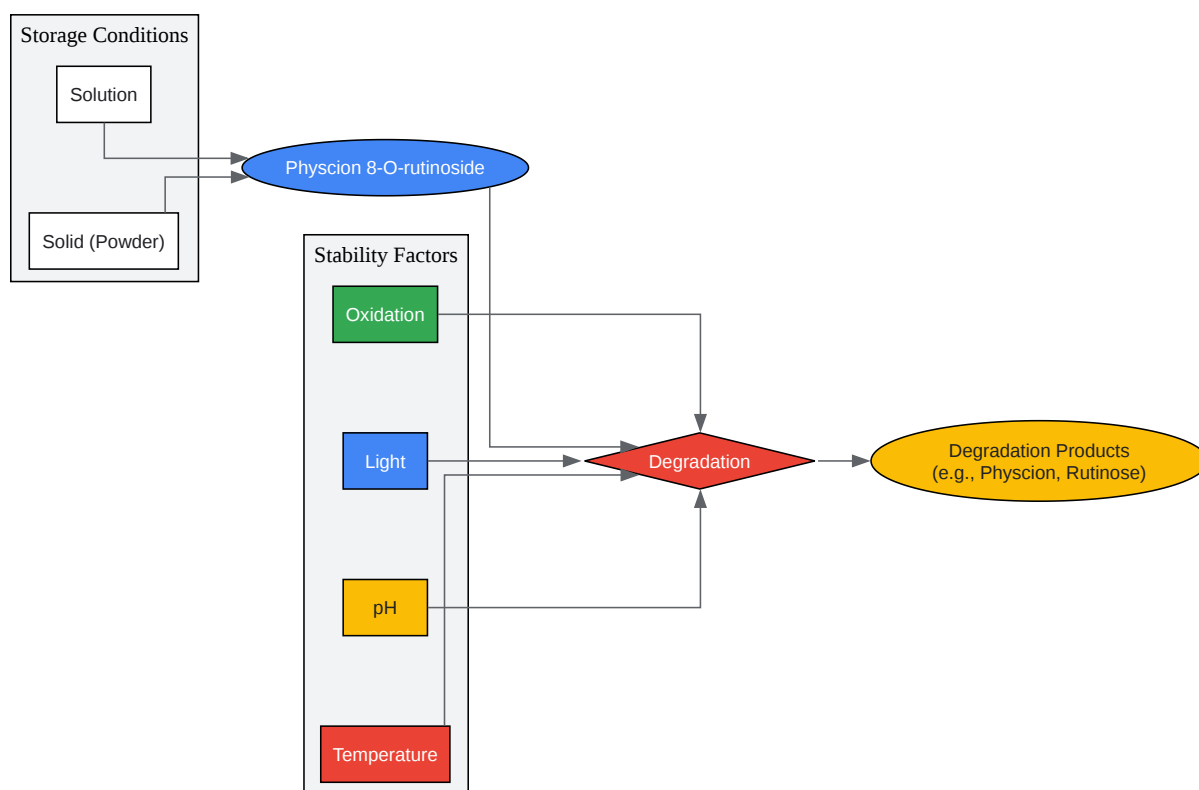 Storage Conditions
Solution
Solid (Powder)
Physcion 8-O-rutinoside
Stability Factors
Oxidation
Light
pH
Temperature
Degradation
Degradation Products
(e.g., Physcion, Rutinose)